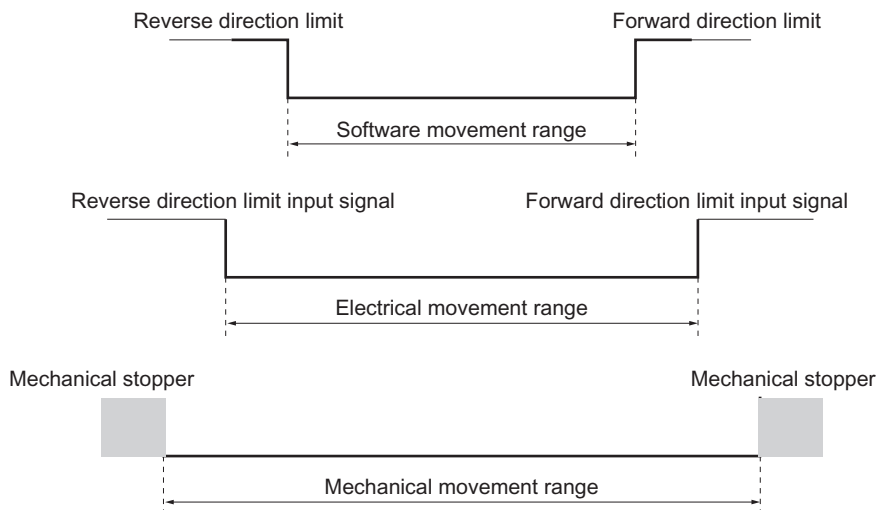 Reverse direction limit
Forward direction limit
Software movement range
Reverse direction limit input signal
Forward direction limit input signal
Electrical movement range
Mechanical stopper
Mechanical stopper
Mechanical movement range